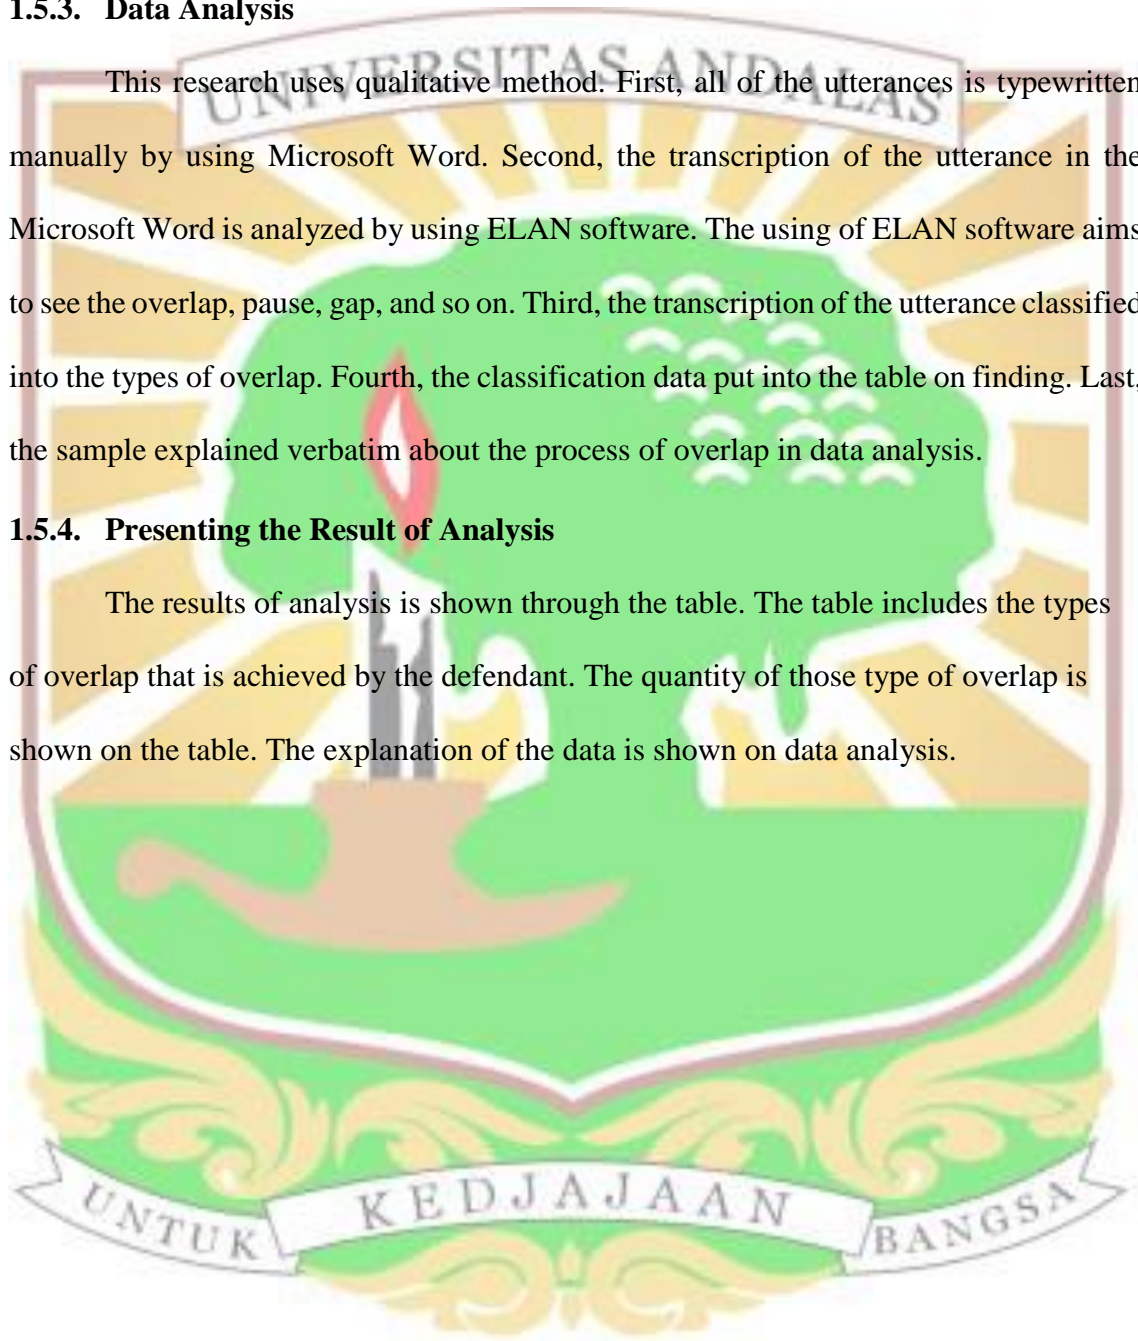 1.5.3. Data Analysis
UNIVERSITAS ANDALAS
This research uses qualitative method. First, all of the utterances is typewritten
manually by using Microsoft Word. Second, the transcription of the utterance in the
Microsoft Word is analyzed by using ELAN software. The using of ELAN software aims
to see the overlap, pause, gap, and so on. Third, the transcription of the utterance classified
into the types of overlap. Fourth, the classification data put into the table on finding. Last,
the sample explained verbatim about the process of overlap in data analysis.
1.5.4. Presenting the Result of Analysis
The results of analysis is shown through the table. The table includes the types
of overlap that is achieved by the defendant. The quantity of those type of overlap is
shown on the table. The explanation of the data is shown on data analysis.
UNTUK KEDJAJAAN BANGSA